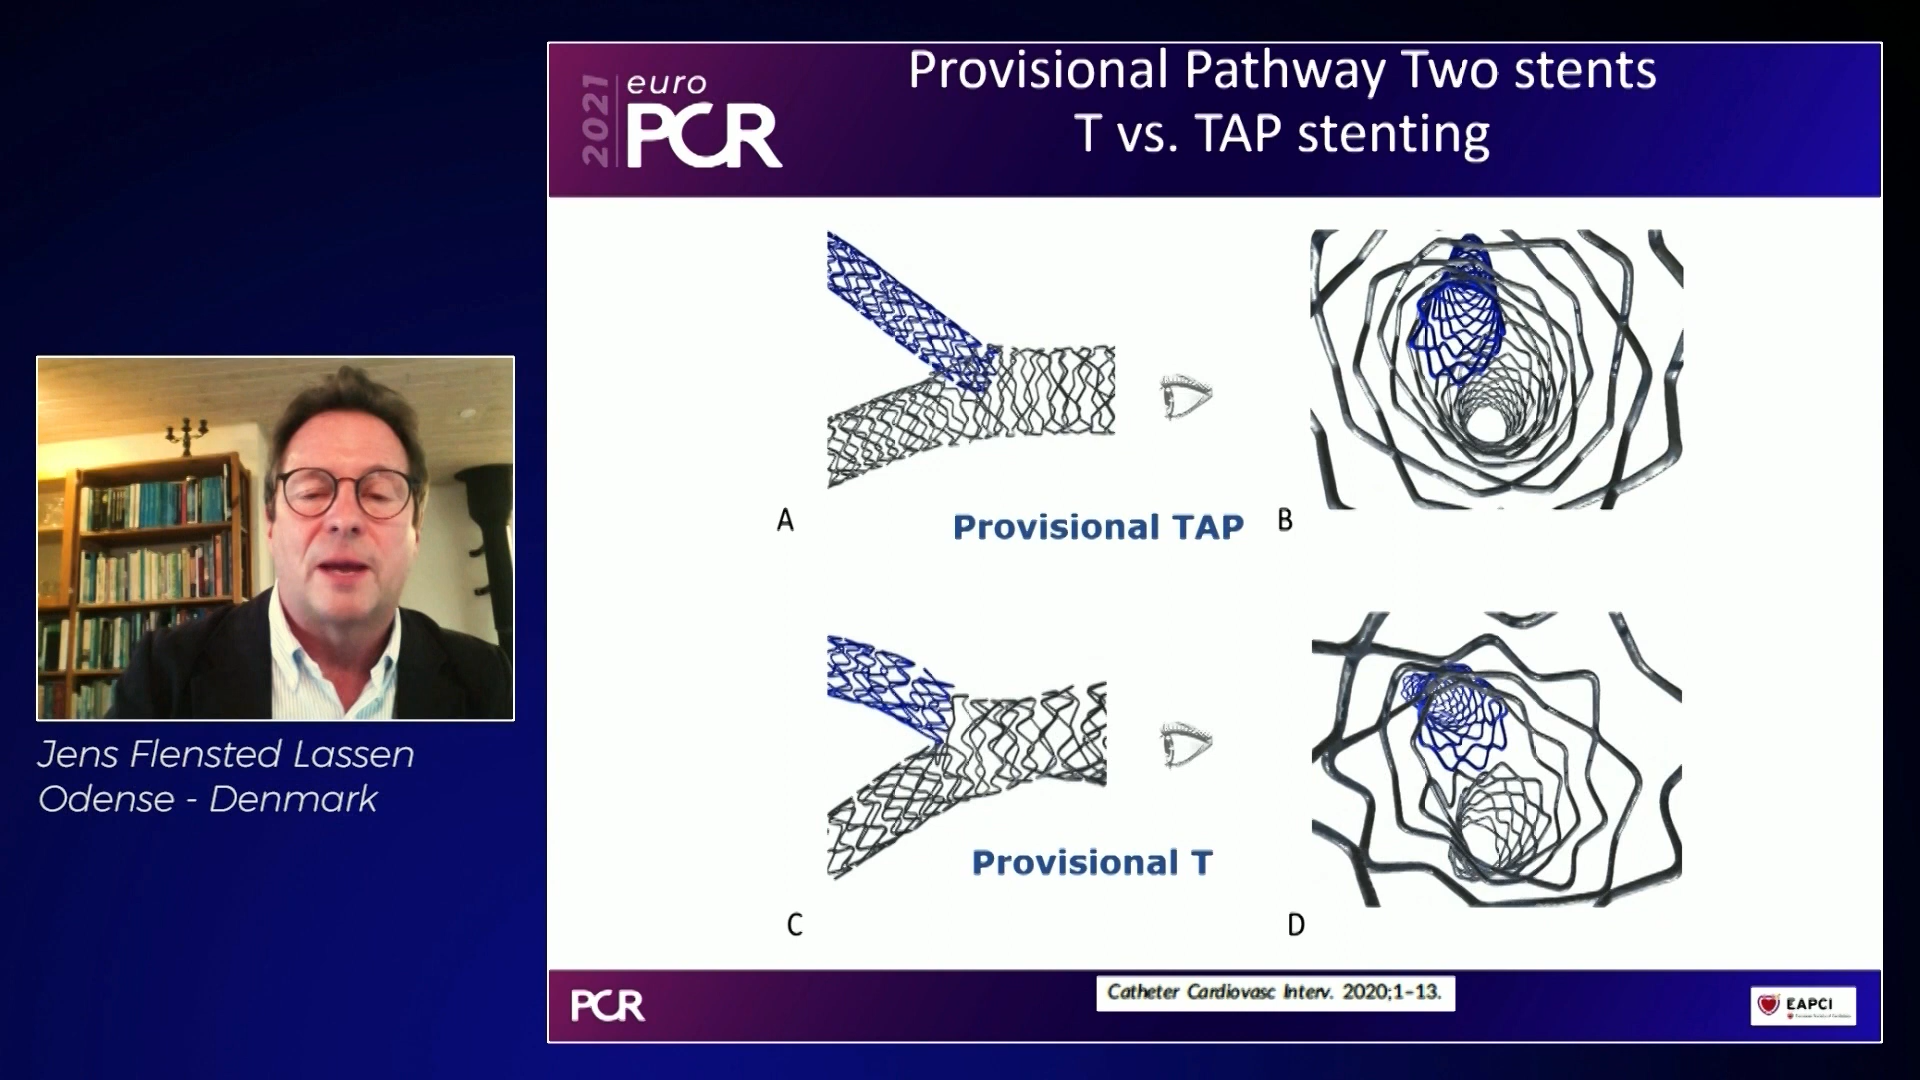 2021
euro
PCR
Provisional Pathway Two stents
T vs. TAP stenting
A
Provisional TAP
B
Jens Flensted Lassen
Odense - Denmark
Provisional T
C
D
PCR
Catheter Cardiovasc Interv. 2020;1–13.
EAPCI